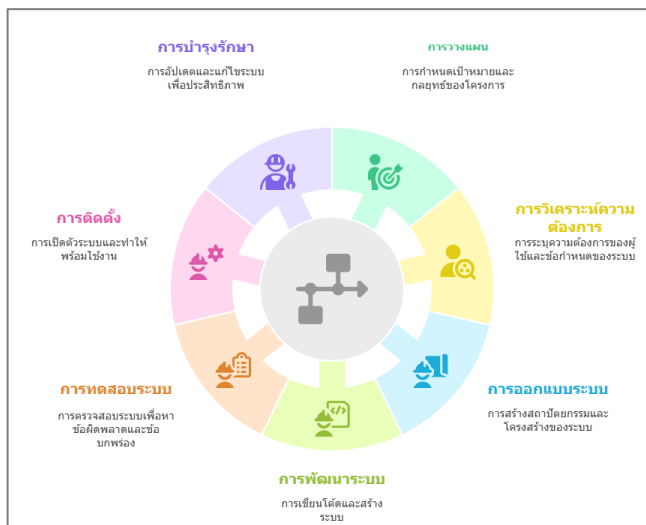 การบำรุงรักษา
การอัปเดตและแก้ไขระบบ
เพื่อประสิทธิภาพ
การวางแผน
การกำหนดเป้าหมายและ
กลยุทธ์ของโครงการ
การวิเคราะห์ความ
ต้องการ
การระบุความต้องการของผู้
ใช้และข้อกำหนดของระบบ
การออกแบบระบบ
การสร้างสถาปัตยกรรมและ
โครงสร้างของระบบ
การพัฒนาระบบ
การเขียนโค้ดและสร้าง
ระบบ
การทดสอบระบบ
การตรวจสอบระบบเพื่อหา
ข้อผิดพลาดและข้อ
บกพร่อง
การติดตั้ง
การเปิดตัวระบบและทำให้
พร้อมใช้งาน